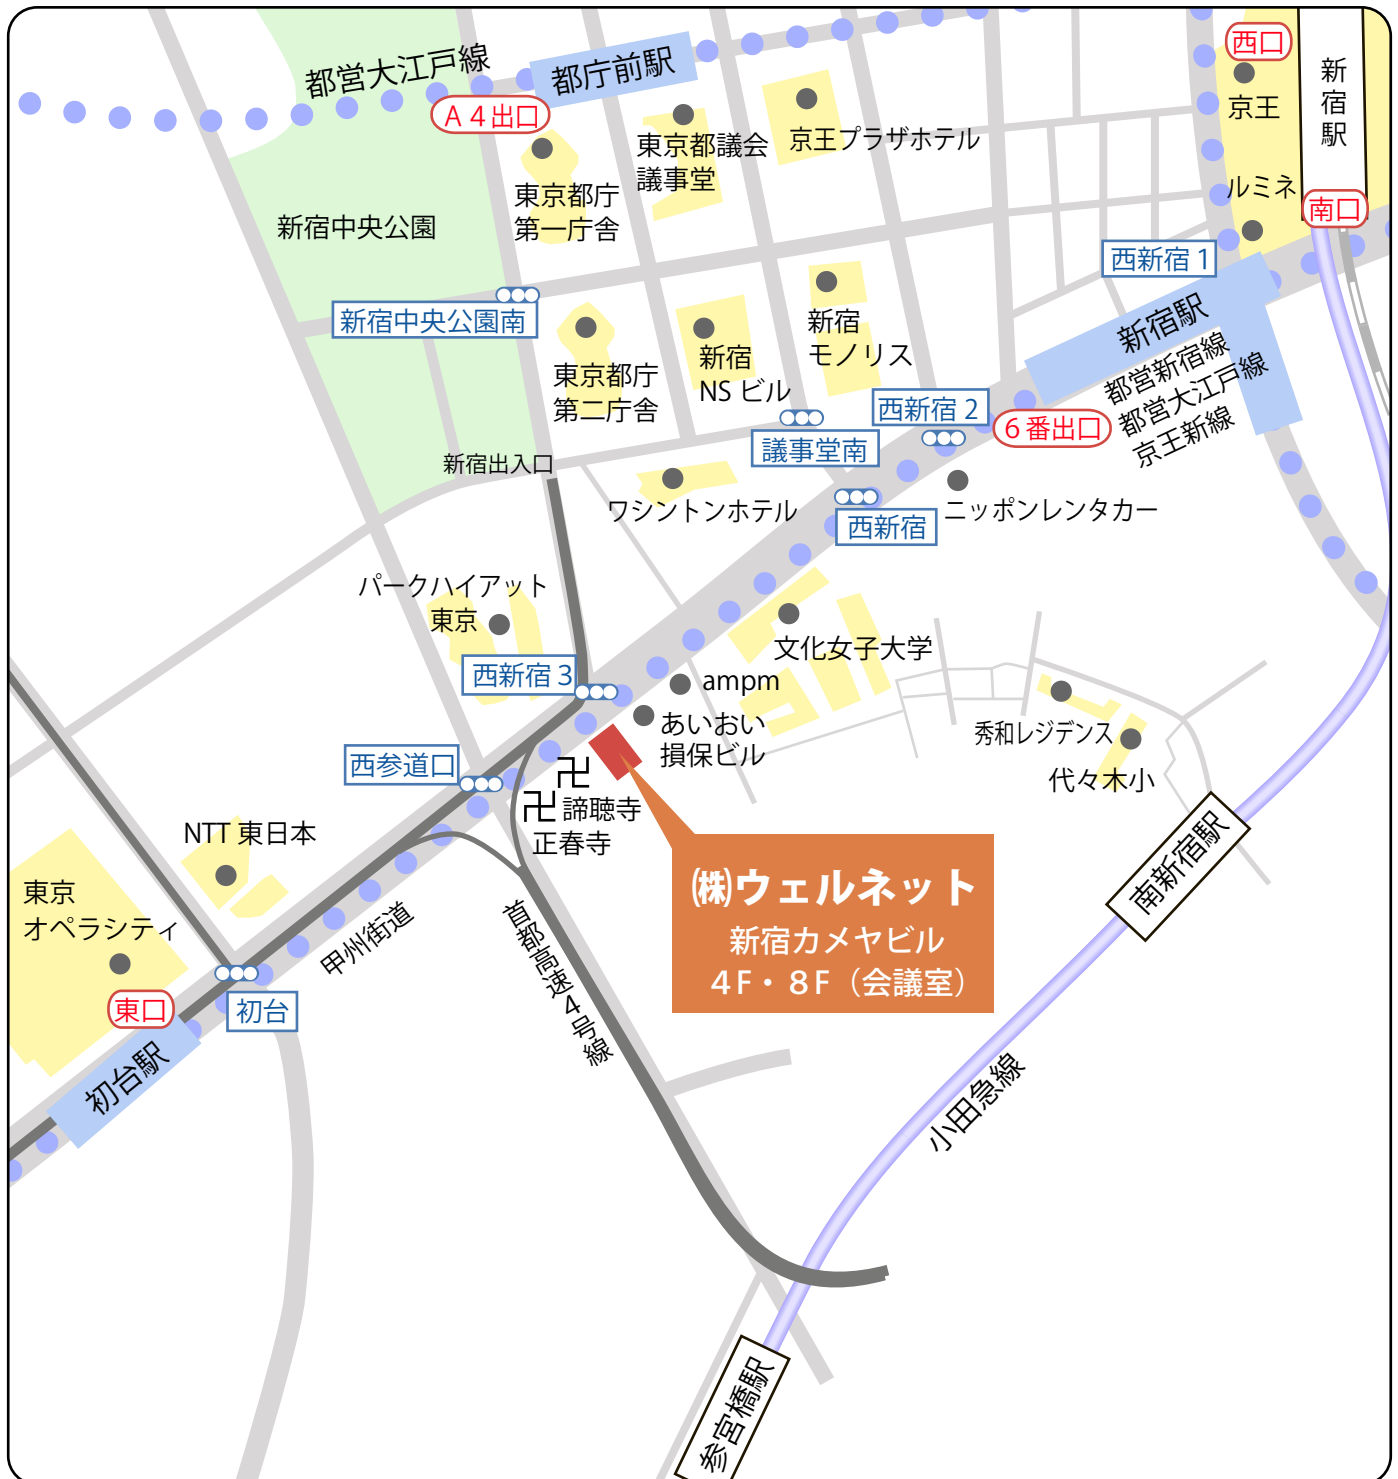 都営大江戸線
都庁前駅
A４出口
西口
京王
新宿駅
ルミネ
南口
東京都議会
議事堂
京王プラザホテル
東京都庁
第一庁舎
新宿中央公園
西新宿１
新宿中央公園南
新宿駅
都営新宿線
都営大江戸線
京王新線
新宿
モノリス
新宿
NS ビル
東京都庁
第二庁舎
西新宿２
６番出口
議事堂南
新宿出入口
ワシントンホテル
西新宿
ニッポンレンタカー
パークハイアット
東京
文化女子大学
西新宿３
ampm
あいおい
損保ビル
秀和レジデンス
代々木小
西参道口
卍
卍 諦聴寺
正春寺
NTT 東日本
東京
オペラシティ
㈱ウェルネット
新宿カメヤビル
４F・８F（会議室）
南新宿駅
甲州街道
首都高速４号線
東口
初台
初台駅
小田急線
参宮橋駅